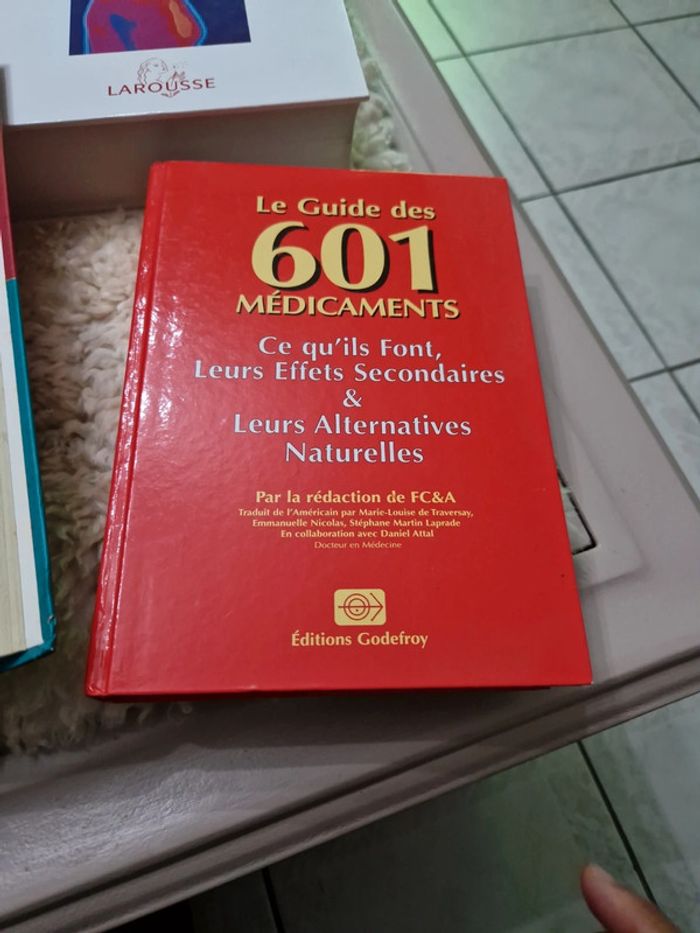 LAROUSSE
Le Guide des
601
MÉDICAMENTS
Ce qu'ils Font,
Leurs Effets Secondaires
&
Leurs Alternatives
Naturelles
Par la rédaction de FC&A
Traduit de l'Américain par Marie-Louise de Traversay,
Emmanuelle Nicolas, Stéphane Martin Laprade
En collaboration avec Daniel Attal
Docteur en Médecine
Éditions Godefroy